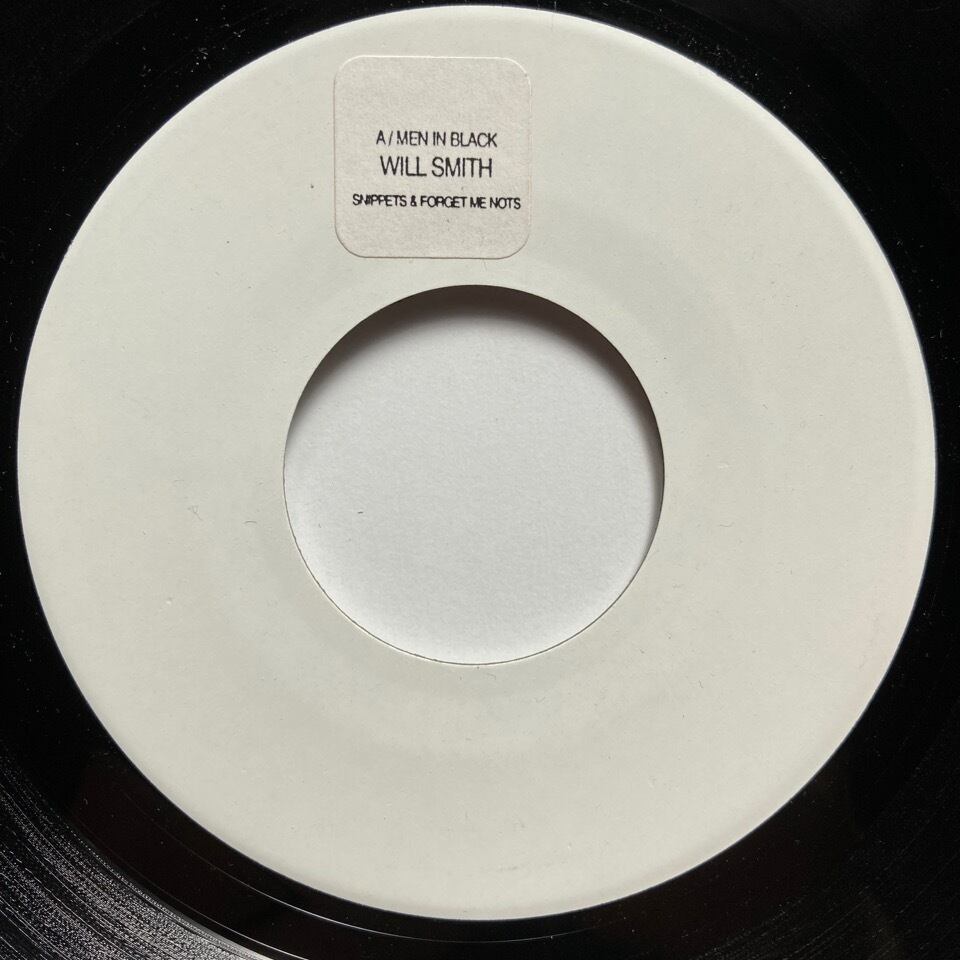 A / MEN IN BLACK
WILL SMITH
SNIPPETS & FORGET ME NOTS